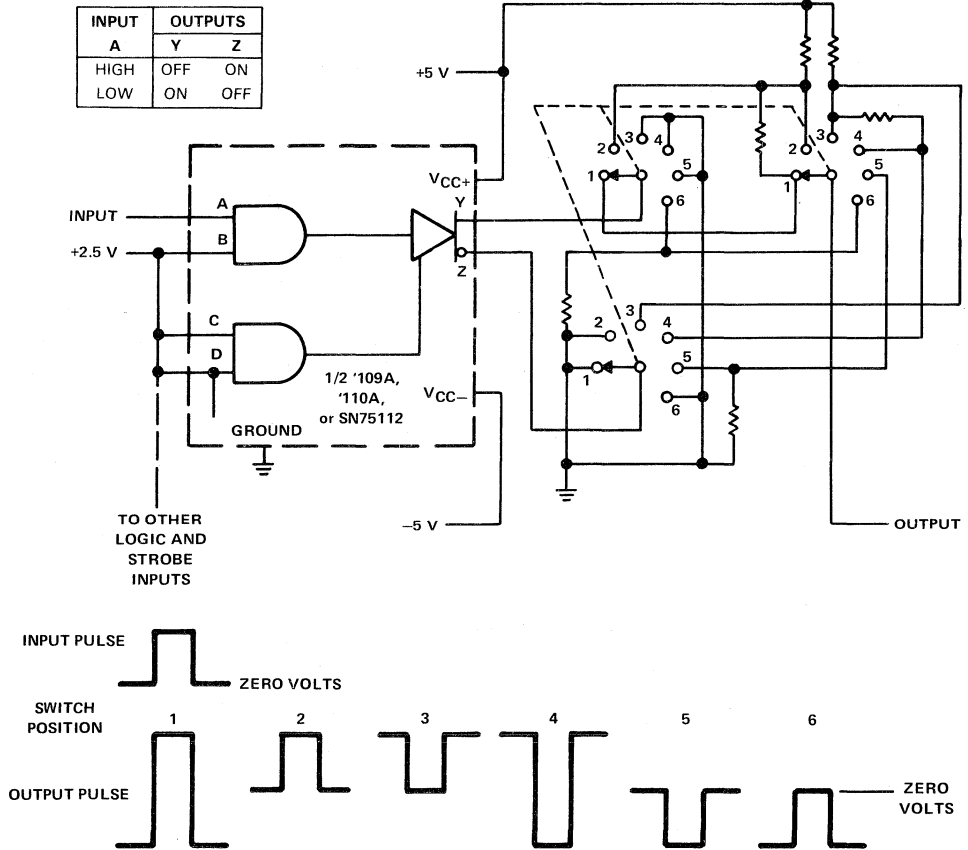 INPUT OUTPUTS
A Y Z
HIGH OFF ON
LOW ON OFF
+5 V
VCC+
INPUT
+2.5 V
A
B
C
D
Y
Z
1/2 '109A,
'110A,
or SN75112
VCC−
GROUND
−5 V
TO OTHER
LOGIC AND
STROBE
INPUTS
1 2 3 4 5 6
1 2 3 4 5 6
1 2 3 4 5 6
OUTPUT
INPUT PULSE
ZERO VOLTS
SWITCH
POSITION
1 2 3 4 5 6
OUTPUT PULSE
ZERO
VOLTS